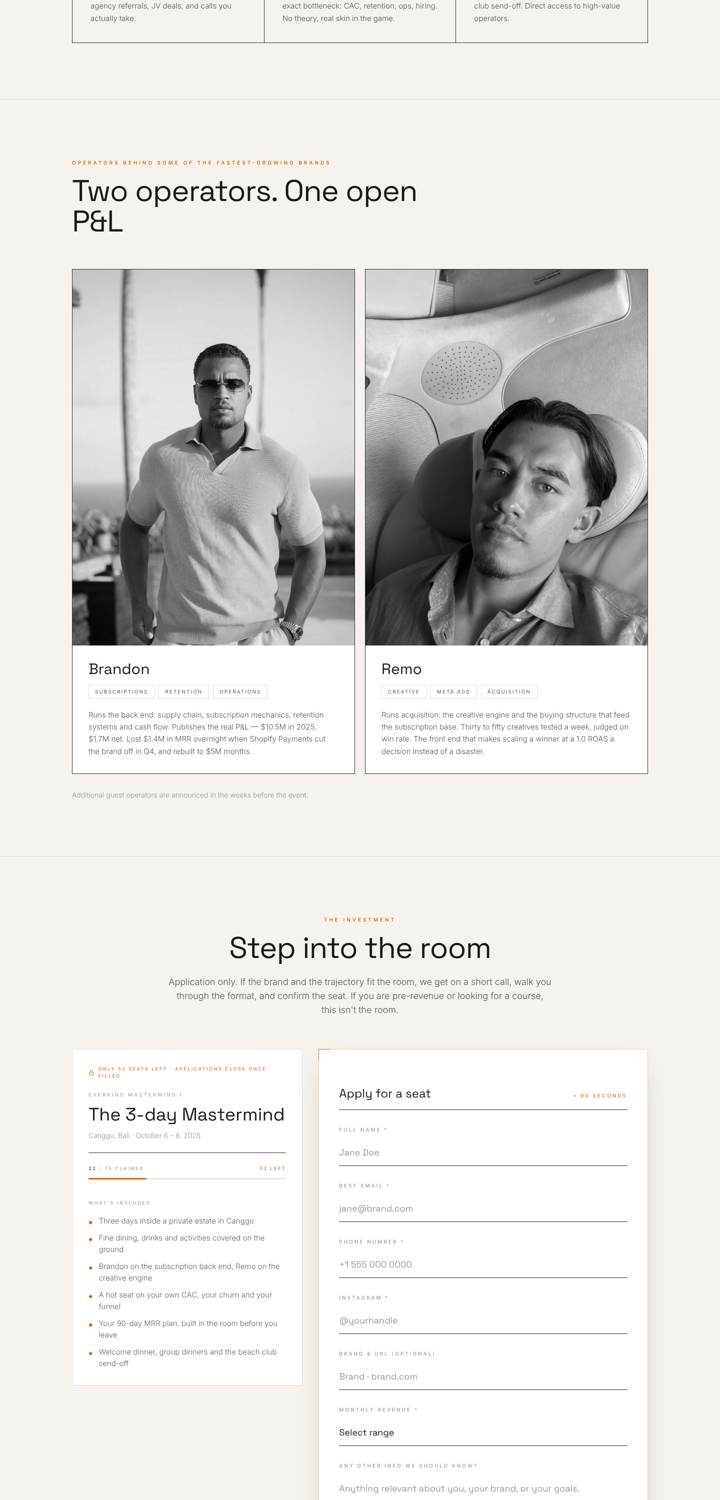 agency referrals, JV deals, and calls you
actually take.
exact bottleneck: CAC, retention, ops, hiring.
No theory, real skin in the game.
club send-off. Direct access to high-value
operators.
OPERATORS BEHIND SOME OF THE FASTEST-GROWING BRANDS
Two operators. One open
P&L
Brandon
SUBSCRIPTIONS
RETENTION
OPERATIONS
Runs the back end: supply chain, subscription mechanics, retention
systems and cash flow. Publishes the real P&L — $10.5M in 2025,
$1.7M net. Lost $1.4M in MRR overnight when Shopify Payments cut
the brand off in Q4, and rebuilt to $5M months.
Remo
CREATIVE
META ADS
ACQUISITION
Runs acquisition: the creative engine and the buying structure that feed
the subscription base. Thirty to fifty creatives tested a week, judged on
win rate. The front end that makes scaling a winner at a 1.0 ROAS a
decision instead of a disaster.
Additional guest operators are announced in the weeks before the event.
THE INVESTMENT
Step into the room
Application only. If the brand and the trajectory fit the room, we get on a short call, walk you
through the format, and confirm the seat. If you are pre-revenue or looking for a course,
this isn't the room.
ONLY 53 SEATS LEFT · APPLICATIONS CLOSE ONCE
FILLED
EVERKIND MASTERMIND I
The 3-day Mastermind
Canggu, Bali · October 6 – 8, 2026
22 / 75 CLAIMED
53 LEFT
WHAT'S INCLUDED
Three days inside a private estate in Canggu
Fine dining, drinks and activities covered on the
ground
Brandon on the subscription back end, Remo on the
creative engine
A hot seat on your own CAC, your churn and your
funnel
Your 90-day MRR plan, built in the room before you
leave
Welcome dinner, group dinners and the beach club
send-off
Apply for a seat
~ 90 SECONDS
FULL NAME *
Jane Doe
BEST EMAIL *
jane@brand.com
PHONE NUMBER *
+1 555 000 0000
INSTAGRAM *
@yourhandle
BRAND & URL (OPTIONAL)
Brand · brand.com
MONTHLY REVENUE *
Select range
ANY OTHER INFO WE SHOULD KNOW?
Anything relevant about you, your brand, or your goals.